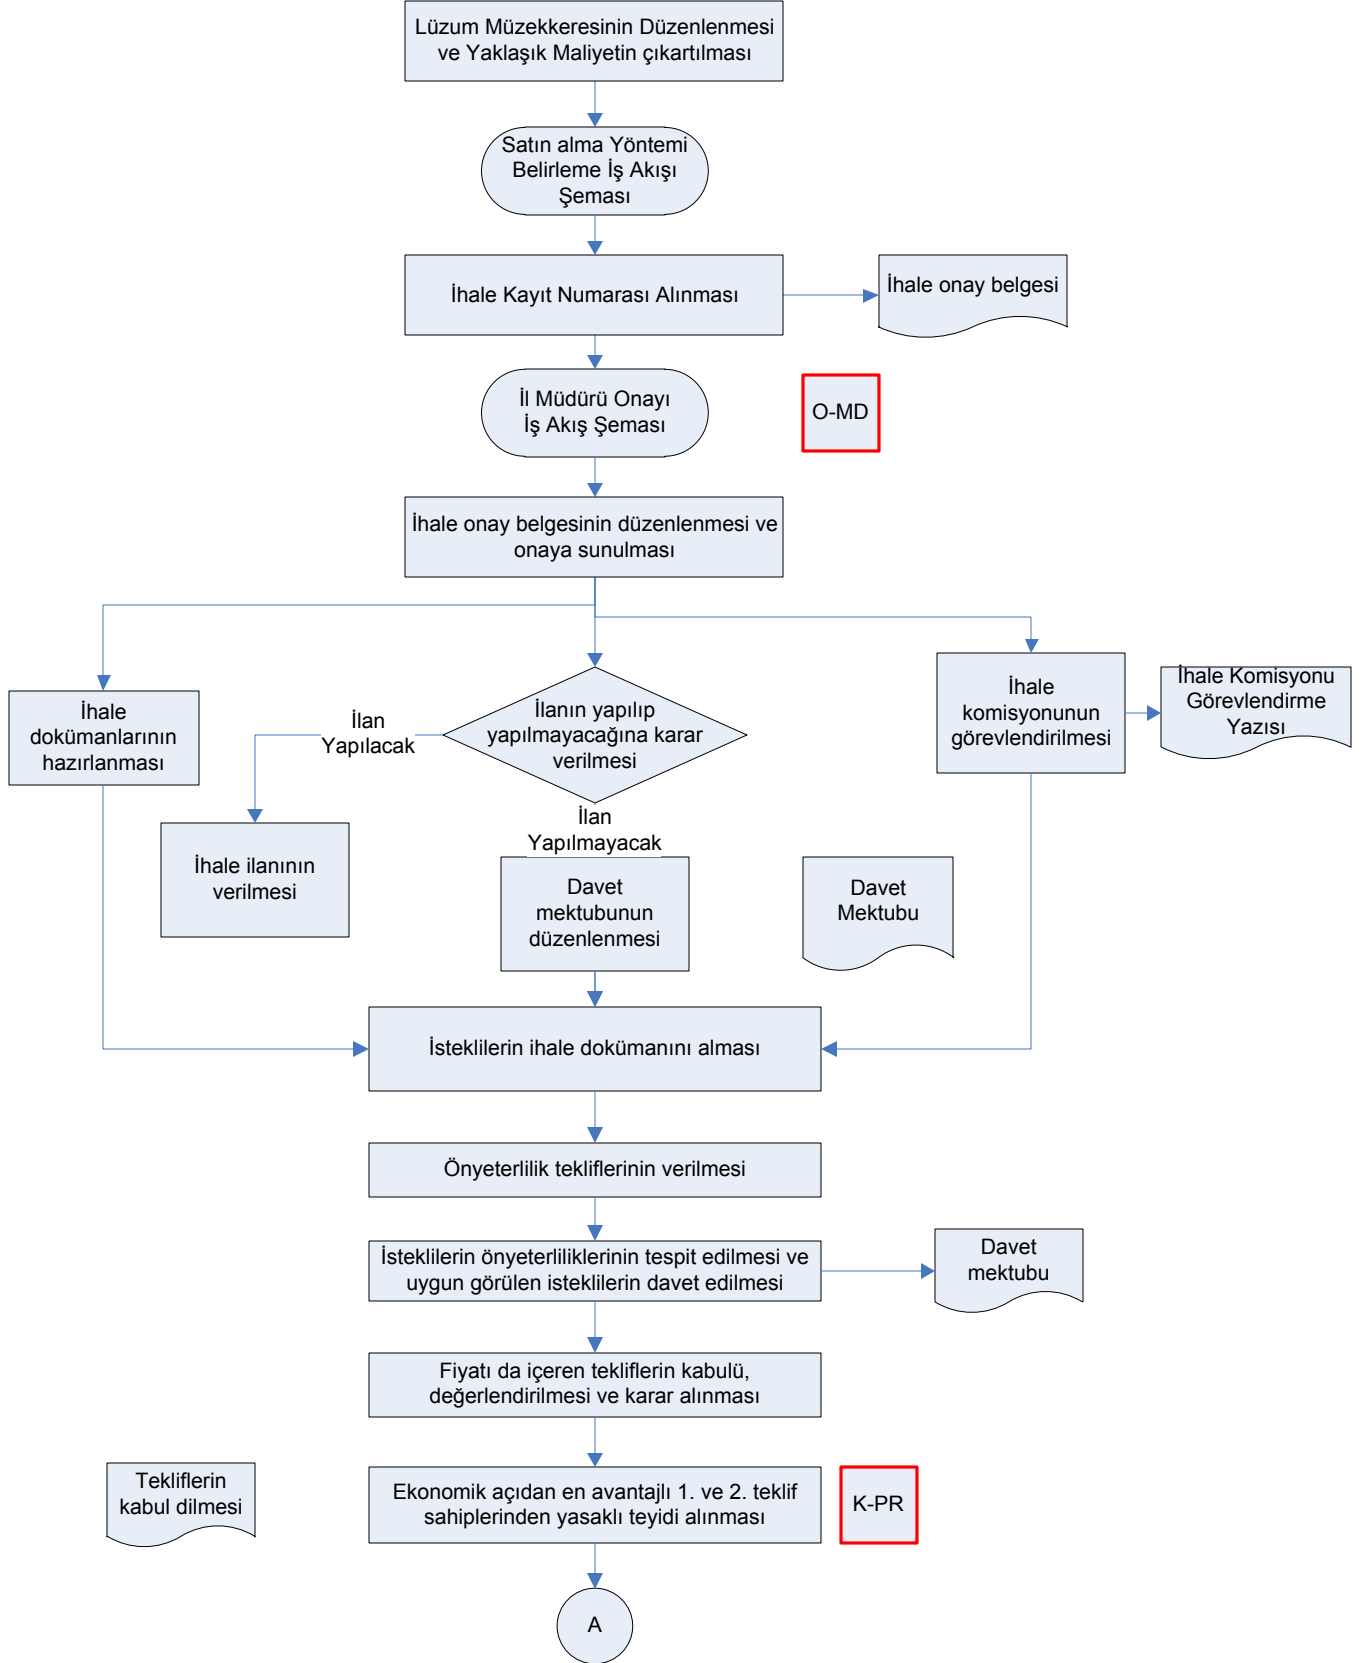 Lüzum Müzekkeresinin Düzenlenmesi
ve Yaklaşık Maliyetin çıkartılması
Satın alma Yöntemi
Belirleme İş Akışı
Şeması
İhale Kayıt Numarası Alınması
İhale onay belgesi
İl Müdürü Onayı
İş Akış Şeması
O-MD
İhale onay belgesinin düzenlenmesi ve
onaya sunulması
İhale
dokümanlarının
hazırlanması
İlan
Yapılacak
İlanın yapılıp
yapılmayacağına karar
verilmesi
İhale
komisyonunun
görevlendirilmesi
İhale Komisyonu
Görevlendirme
Yazısı
İhale ilanının
verilmesi
İlan
Yapılmayacak
Davet
mektubunun
düzenlenmesi
Davet
Mektubu
İsteklilerin ihale dokümanını alması
Önyeterlilik tekliflerinin verilmesi
İsteklilerin önyeterliliklerinin tespit edilmesi ve
uygun görülen isteklilerin davet edilmesi
Davet
mektubu
Fiyatı da içeren tekliflerin kabulü,
değerlendirilmesi ve karar alınması
Tekliflerin
kabul dilmesi
Ekonomik açıdan en avantajlı 1. ve 2. teklif
sahiplerinden yasaklı teyidi alınması
K-PR
A